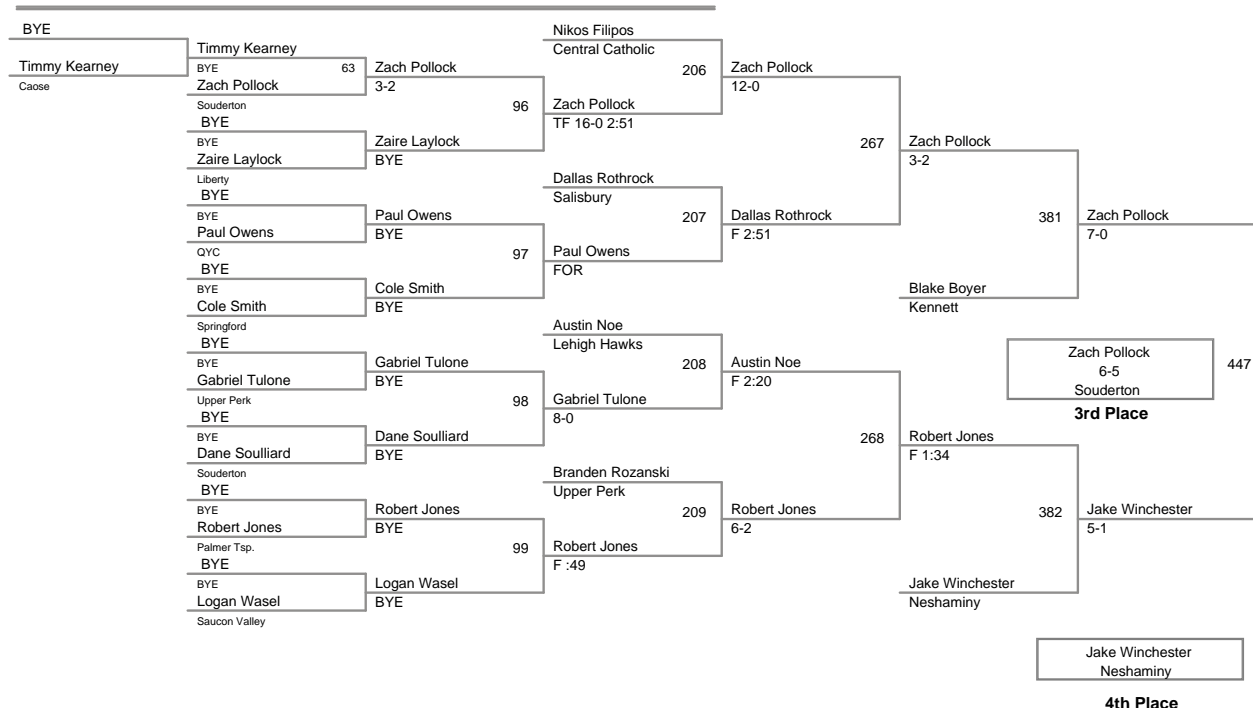 BYE
Timmy Kearney
Caose
Timmy Kearney
BYE 63
Zach Pollock
Souderton
BYE
BYE
Zaire Laylock
Liberty
BYE
BYE
Paul Owens
QYC
BYE
BYE
Cole Smith
Springford
BYE
BYE
Gabriel Tulone
Upper Perk
BYE
BYE
Dane Soulliard
Souderton
BYE
BYE
Robert Jones
Palmer Tsp.
BYE
BYE
Logan Wasel
Saucon Valley
Zach Pollock
3-2
96
Zaire Laylock
BYE
Paul Owens
BYE
97
Cole Smith
BYE
Gabriel Tulone
BYE
98
Dane Soulliard
BYE
Robert Jones
BYE
99
Logan Wasel
BYE
Nikos Filipos
Central Catholic
206
Zach Pollock
TF 16-0 2:51
Dallas Rothrock
Salisbury
207
Paul Owens
FOR
Austin Noe
Lehigh Hawks
208
Gabriel Tulone
8-0
Branden Rozanski
Upper Perk
209
Robert Jones
F :49
Zach Pollock
12-0
267
Dallas Rothrock
F 2:51
Austin Noe
F 2:20
268
Robert Jones
6-2
Zach Pollock
3-2
381
Blake Boyer
Kennett
Robert Jones
F 1:34
382
Jake Winchester
Neshaminy
Zach Pollock
7-0
Zach Pollock
6-5
Souderton
447
3rd Place
Jake Winchester
5-1
Jake Winchester
Neshaminy
4th Place